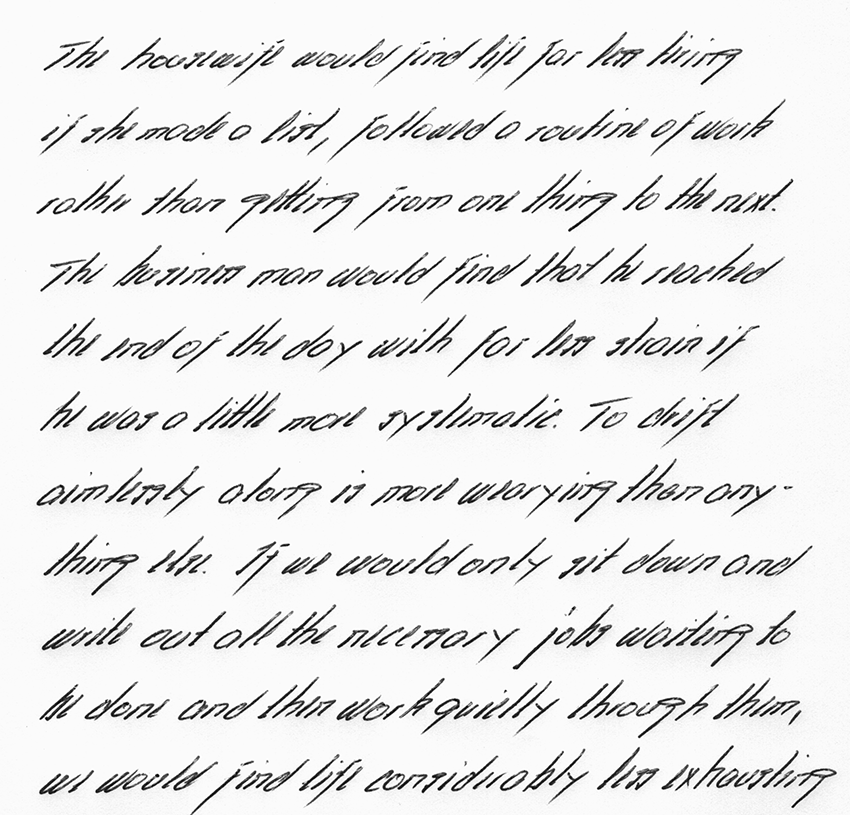 The housewife would find life far less tiring
if she made a list, followed a routine of work
rather than getting from one thing to the next.
The business man would find that he reached
the end of the day with far less strain if
he was a little more systematic. To drift
aimlessly along is more wearying than any-
thing else. If we would only sit down and
write out all the necessary jobs waiting to
be done and then work quietly through them,
we would find life considerably less exhausting